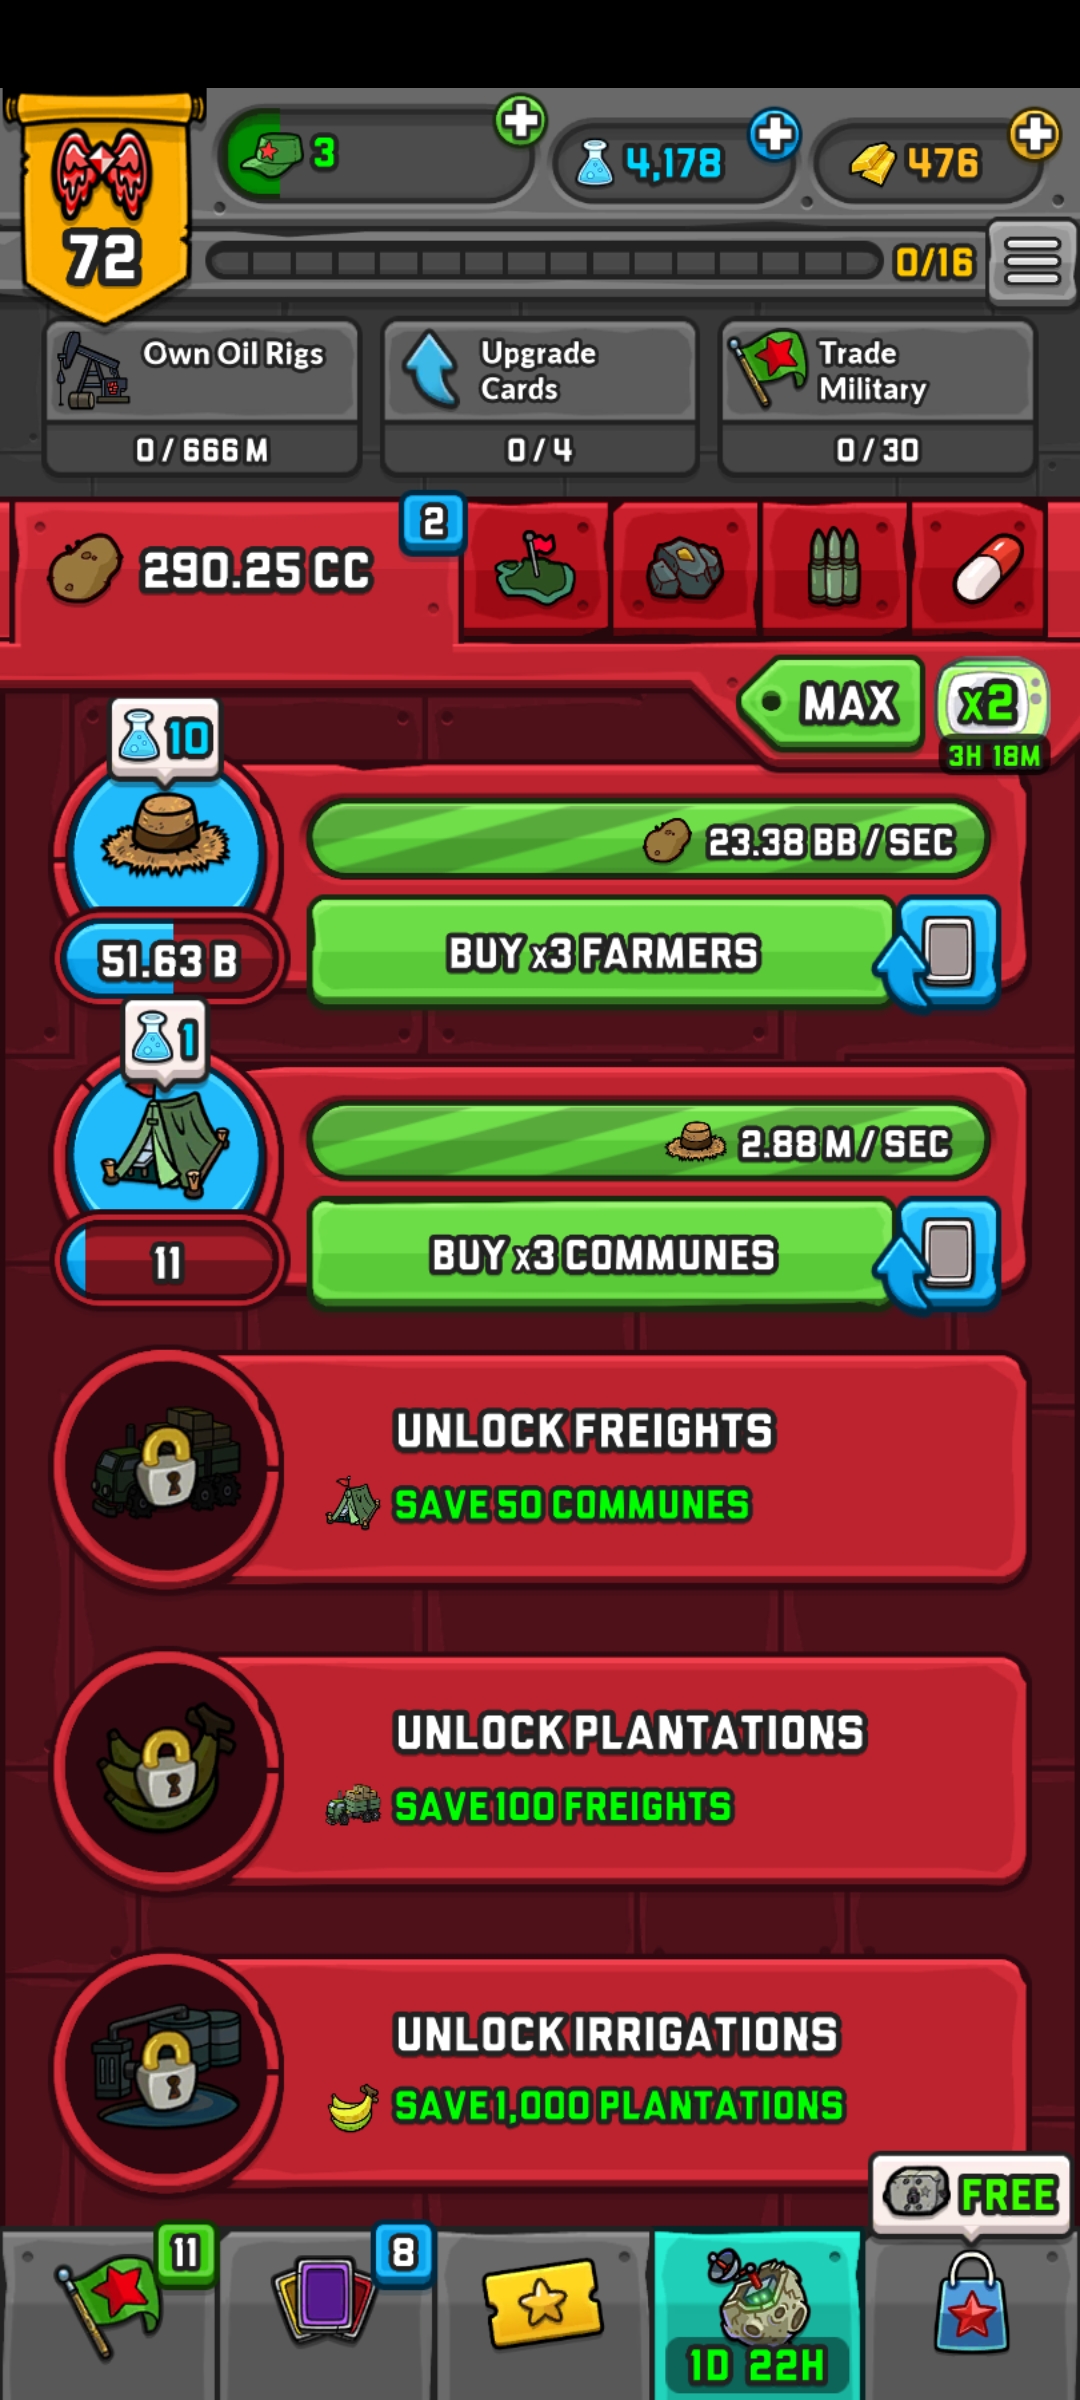 3
4,178
476
72
0/16
Own Oil Rigs
0 / 666 M
Upgrade
Cards
0 / 4
Trade
Military
0 / 30
290.25 CC
2
MAX
x2
3H 18M
10
23.38 BB / SEC
51.63 B
BUY x3 FARMERS
1
2.88 M / SEC
11
BUY x3 COMMUNES
UNLOCK FREIGHTS
SAVE 50 COMMUNES
UNLOCK PLANTATIONS
SAVE 100 FREIGHTS
UNLOCK IRRIGATIONS
SAVE 1,000 PLANTATIONS
FREE
11
8
1D 22H